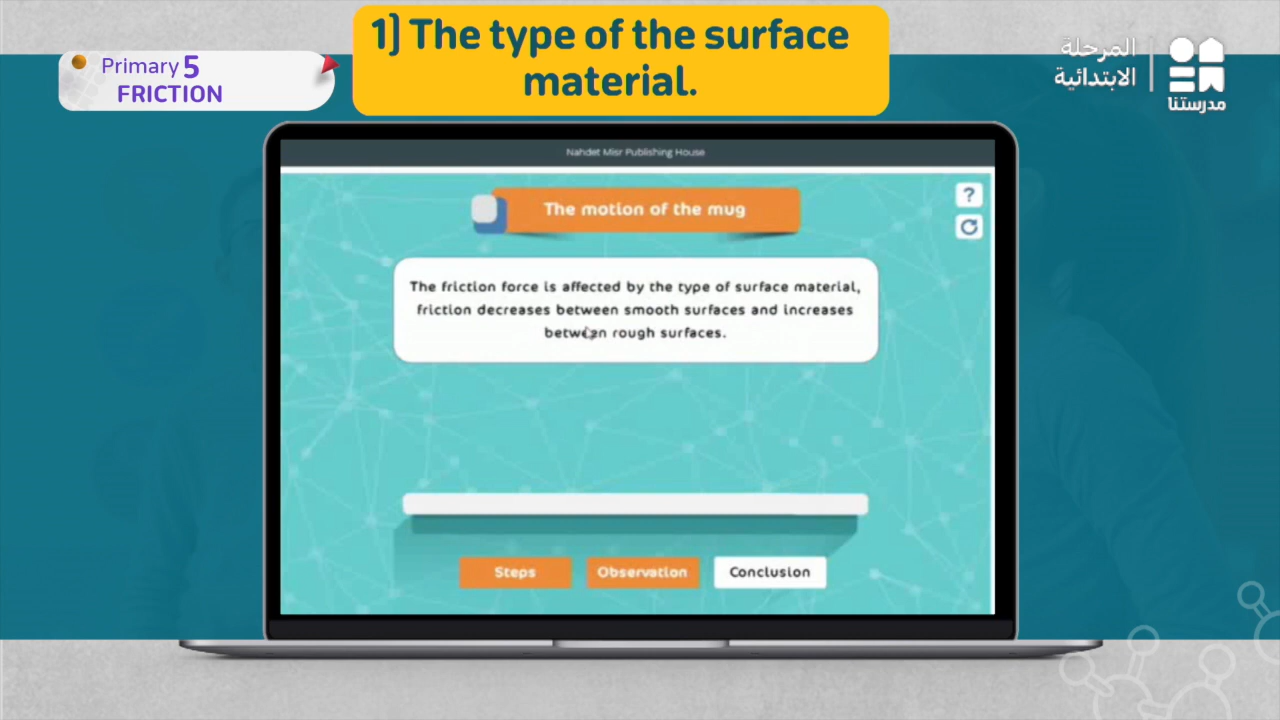 1) The type of the surface
material.
Primary 5
FRICTION
المرحلة
الابتدائية
مدرستنا
Nahdet Misr Publishing House
The motion of the mug
?
The friction force is affected by the type of surface material,
friction decreases between smooth surfaces and increases
between rough surfaces.
Steps
Observation
Conclusion